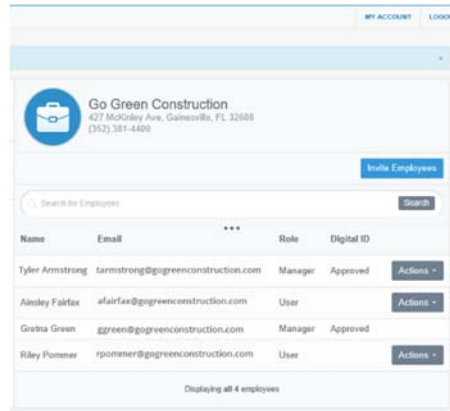 MY ACCOUNT LOGOU
×
Go Green Construction
427 McKinley Ave, Gainesville, FL 32608
(352) 381-4400
Invite Employees
Search for Employees Search
•••
Name Email Role Digital ID
Tyler Armstrong tarmstrong@gogreenconstruction.com Manager Approved Actions
Ainsley Fairfax afairfax@gogreenconstruction.com User Actions
Gretna Green ggreen@gogreenconstruction.com Manager Approved
Riley Pommer rpommer@gogreenconstruction.com User Actions
Displaying all 4 employees